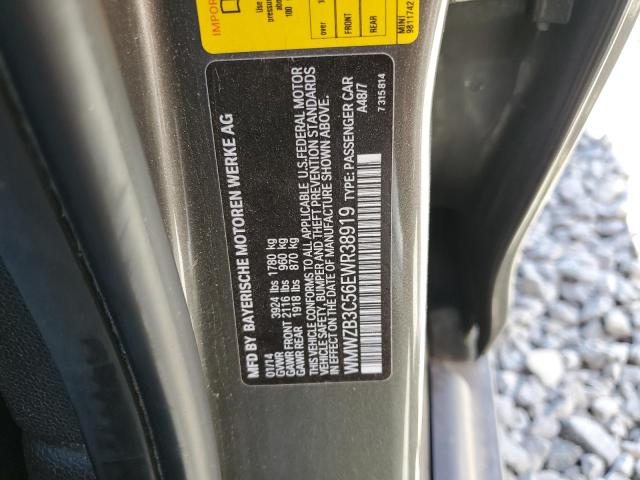 MFD BY BAYERISCHE MOTOREN WERKE AG
01/14
GVWR 3924 lbs 1780 kg
GAWR FRONT 2116 lbs 960 kg
GAWR REAR 1918 lbs 870 kg
THIS VEHICLE CONFORMS TO ALL APPLICABLE U.S.FEDERAL MOTOR
VEHICLE SAFETY, BUMPER AND THEFT PREVENTION STANDARDS
IN EFFECT ON THE DATE OF MANUFACTURE SHOWN ABOVE.
WMWZB3C56EWR38919 TYPE: PASSENGER CAR
A48/7
7 315 814
over
FRONT
REAR
MINI